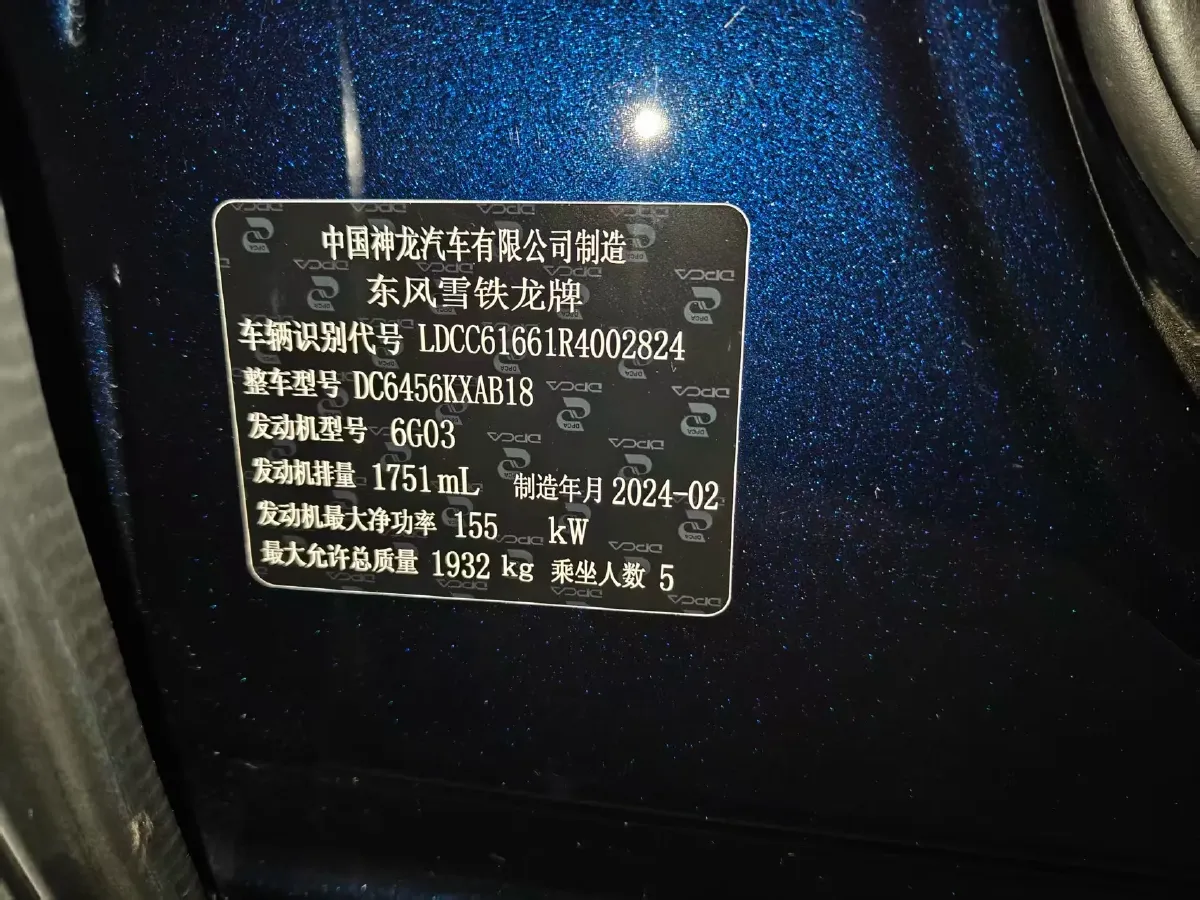 中国神龙汽车有限公司制造
东风雪铁龙牌
车辆识别代号 LDCC61661R4002824
整车型号 DC6456KXAB18
发动机型号 6G03
发动机排量 1751 mL 制造年月 2024-02
发动机最大净功率 155 kW
最大允许总质量 1932 kg 乘坐人数 5